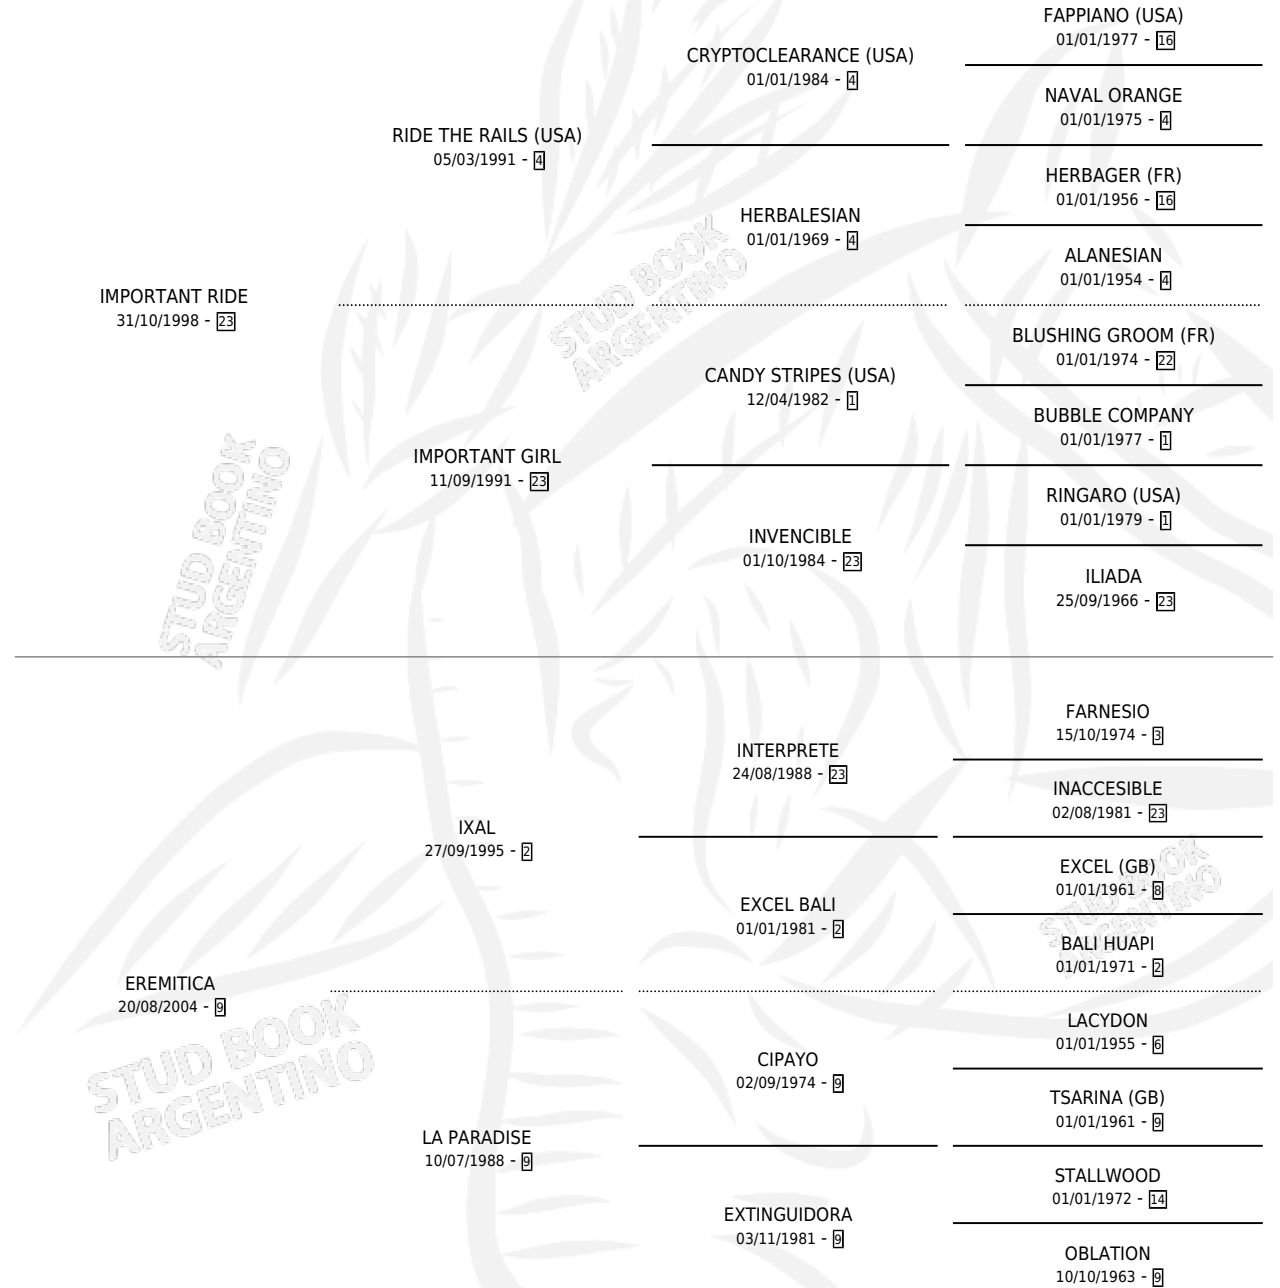 FAPPIANO (USA)
01/01/1977 - 16
CRYPTOCLEARANCE (USA)
01/01/1984 - 4
NAVAL ORANGE
01/01/1975 - 4
RIDE THE RAILS (USA)
05/03/1991 - 4
HERBAGER (FR)
01/01/1956 - 16
HERBALESIAN
01/01/1969 - 4
ALANESIAN
01/01/1954 - 4
IMPORTANT RIDE
31/10/1998 - 23
STUD BOOK
ARGENTINO
BLUSHING GROOM (FR)
01/01/1974 - 22
CANDY STRIPES (USA)
12/04/1982 - 1
BUBBLE COMPANY
01/01/1977 - 1
IMPORTANT GIRL
11/09/1991 - 23
RINGARO (USA)
01/01/1979 - 1
INVENCIBLE
01/10/1984 - 23
ILIADA
25/09/1966 - 23
STUD BOOK
ARGENTINO
FARNESIO
15/10/1974 - 3
INTERPRETE
24/08/1988 - 23
INACCESIBLE
02/08/1981 - 23
IXAL
27/09/1995 - 2
EXCEL (GB)
01/01/1961 - 8
EXCEL BALI
01/01/1981 - 2
STUD BOOK
ARGENTINO
BALI HUAPI
01/01/1971 - 2
EREMITICA
20/08/2004 - 9
LACYDON
01/01/1955 - 6
STUD BOOK
ARGENTINO
CIPAYO
02/09/1974 - 9
TSARINA (GB)
01/01/1961 - 9
LA PARADISE
10/07/1988 - 9
STALLWOOD
01/01/1972 - 14
EXTINGUIDORA
03/11/1981 - 9
OBLATION
10/10/1963 - 9